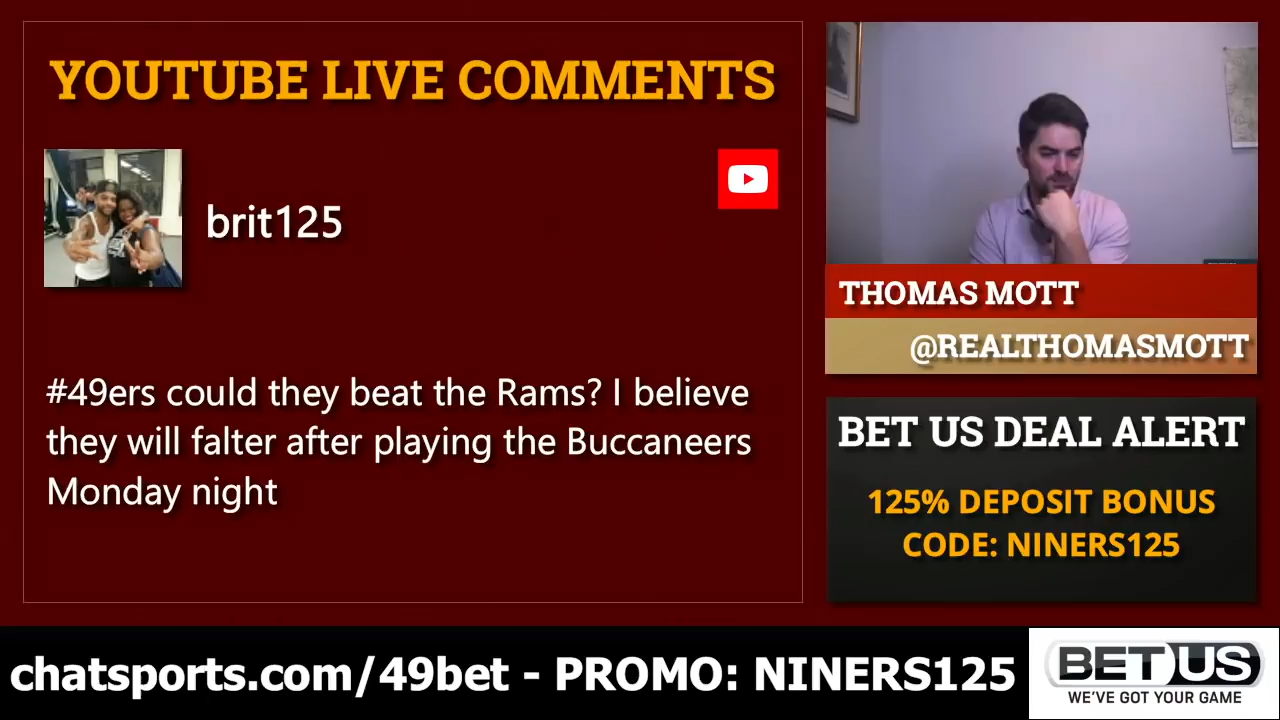 YOUTUBE LIVE COMMENTS
brit125
#49ers could they beat the Rams? I believe
they will falter after playing the Buccaneers
Monday night
THOMAS MOTT
@REALTHOMASMOTT
BET US DEAL ALERT
125% DEPOSIT BONUS
CODE: NINERS125
chatsports.com/49bet - PROMO: NINERS125
BETUS
WE'VE GOT YOUR GAME